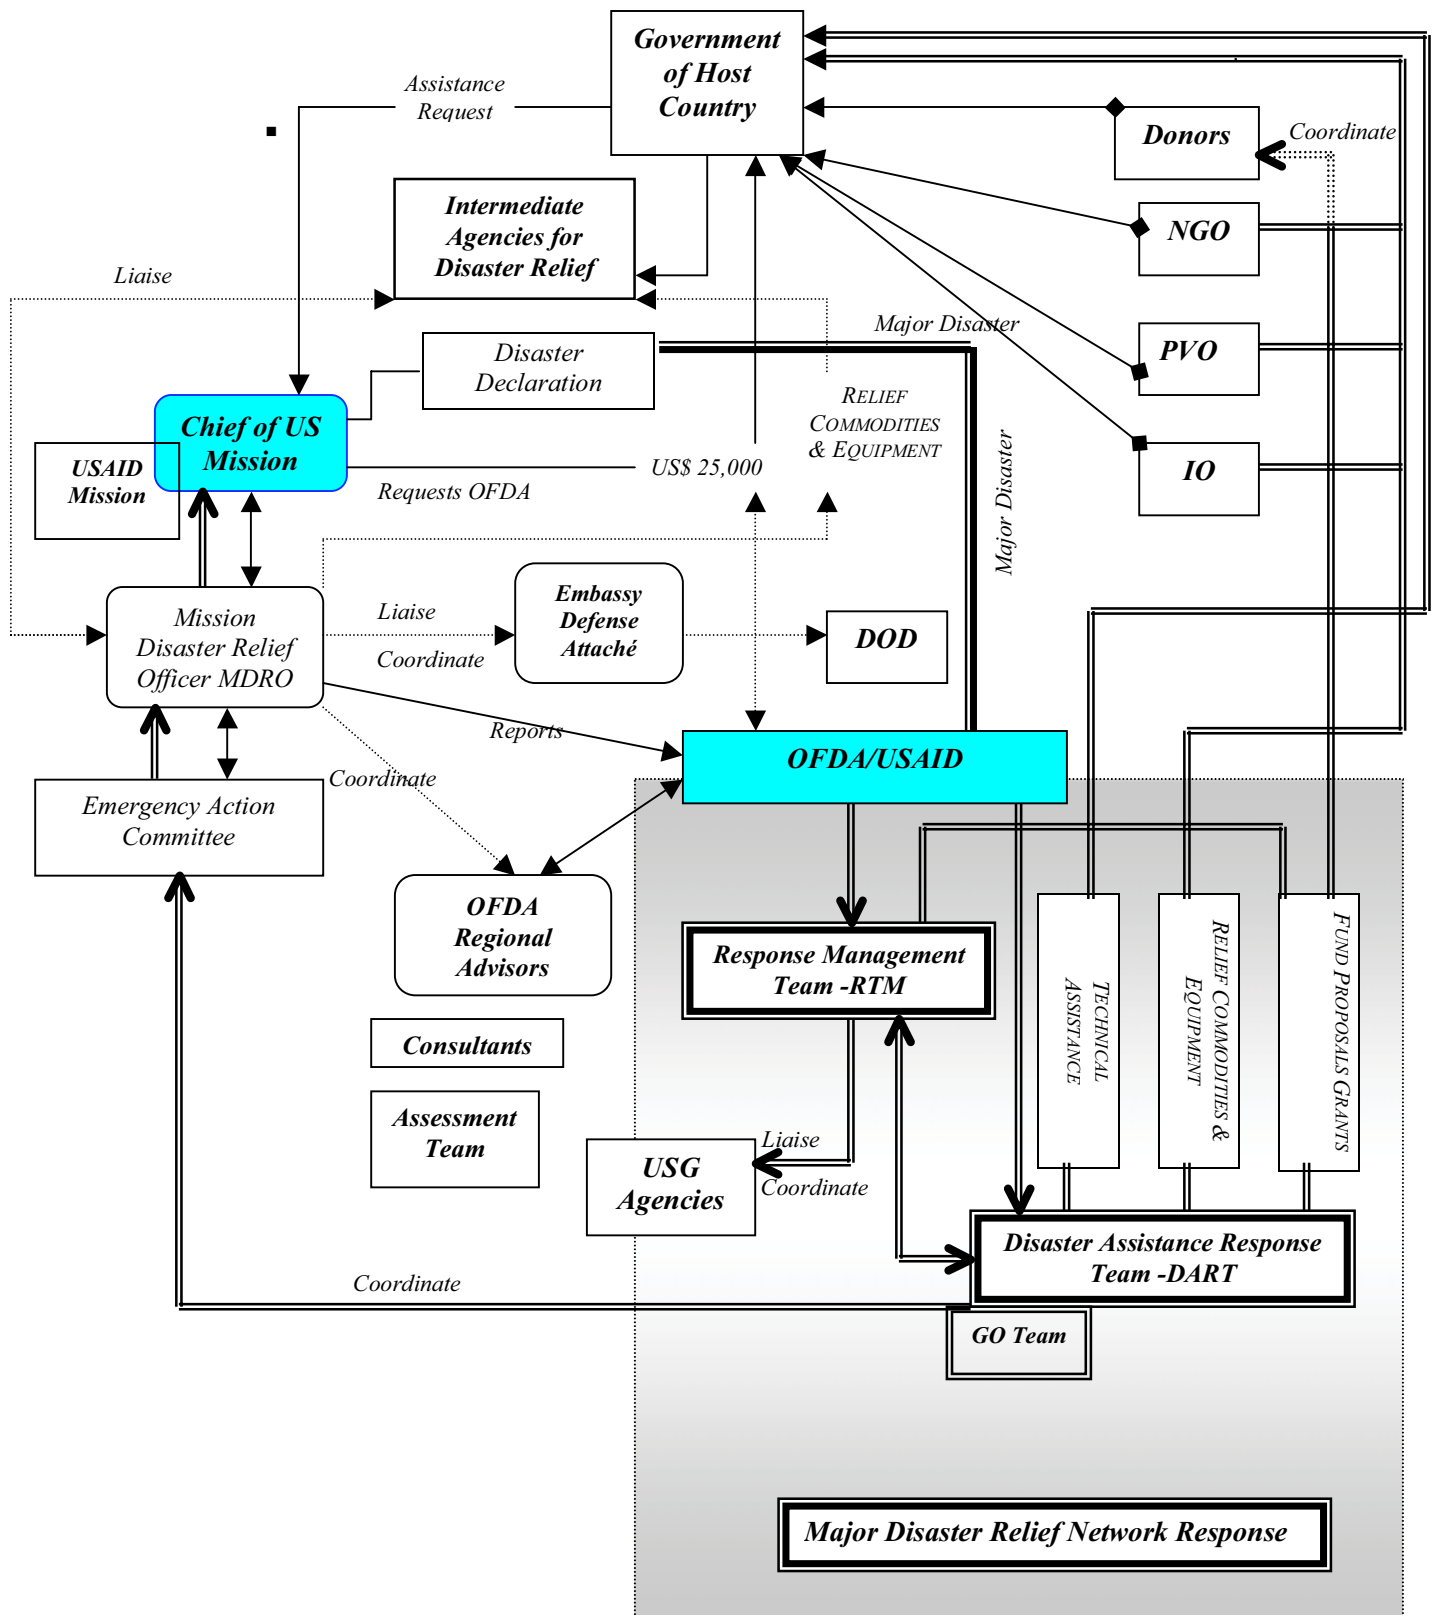 Government
of Host
Country
Assistance
Request
Donors
Coordinate
Intermediate
Agencies for
Disaster Relief
NGO
Liaise
Major Disaster
PVO
Disaster
Declaration
RELIEF
COMMODITIES
& EQUIPMENT
Chief of US
Mission
USAID
Mission
US$ 25,000
Requests OFDA
IO
Major Disaster
Mission
Disaster Relief
Officer MDRO
Liaise
Coordinate
Embassy
Defense
Attaché
DOD
Reports
OFDA/USAID
Coordinate
Emergency Action
Committee
OFDA
Regional
Advisors
Response Management
Team -RTM
TECHNICAL
ASSISTANCE
RELIEF COMMODITIES &
EQUIPMENT
FUND PROPOSALS GRANTS
Consultants
Assessment
Team
USG
Agencies
Liaise
Coordinate
Disaster Assistance Response
Team -DART
Coordinate
GO Team
Major Disaster Relief Network Response